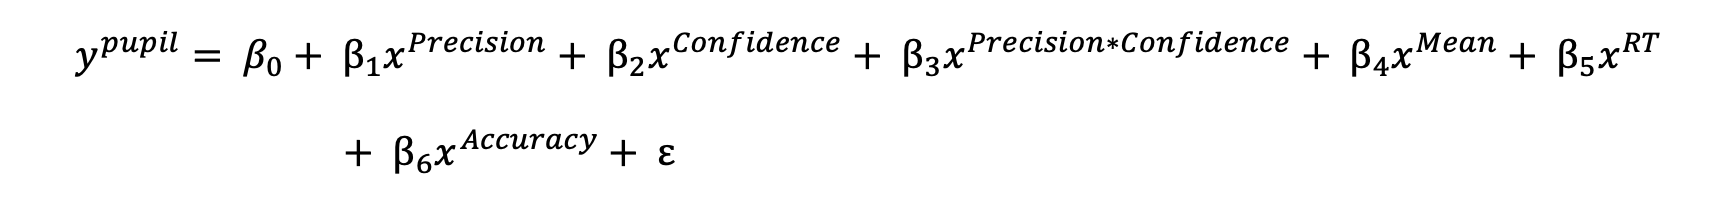 y^pupil = β₀ + β₁x^Precision + β₂x^Confidence + β₃x^Precision∗Confidence + β₄x^Mean + β₅x^RT
+ β₆x^Accuracy + ε